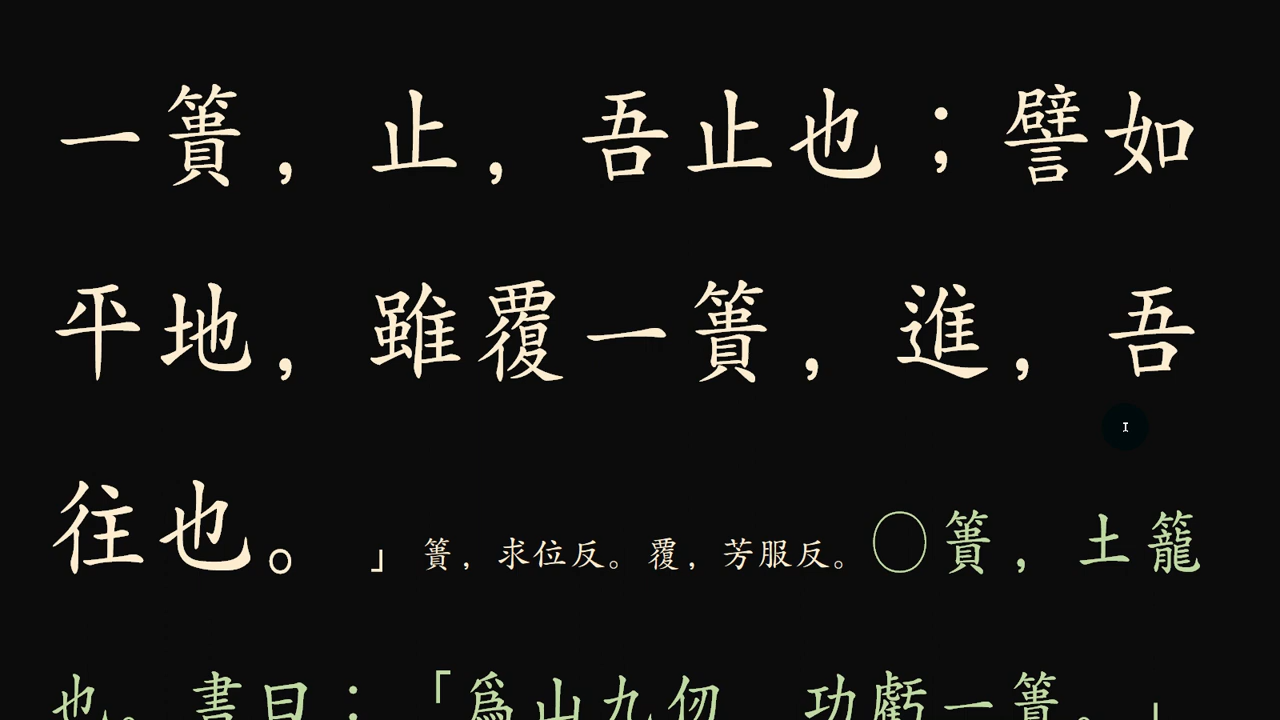 一簣，止，吾止也；譬如
平地，雖覆一簣，進，吾
往也。」簣，求位反。覆，芳服反。◯簣，土籠
也。書曰：「爲山九仞，功虧一簣。」